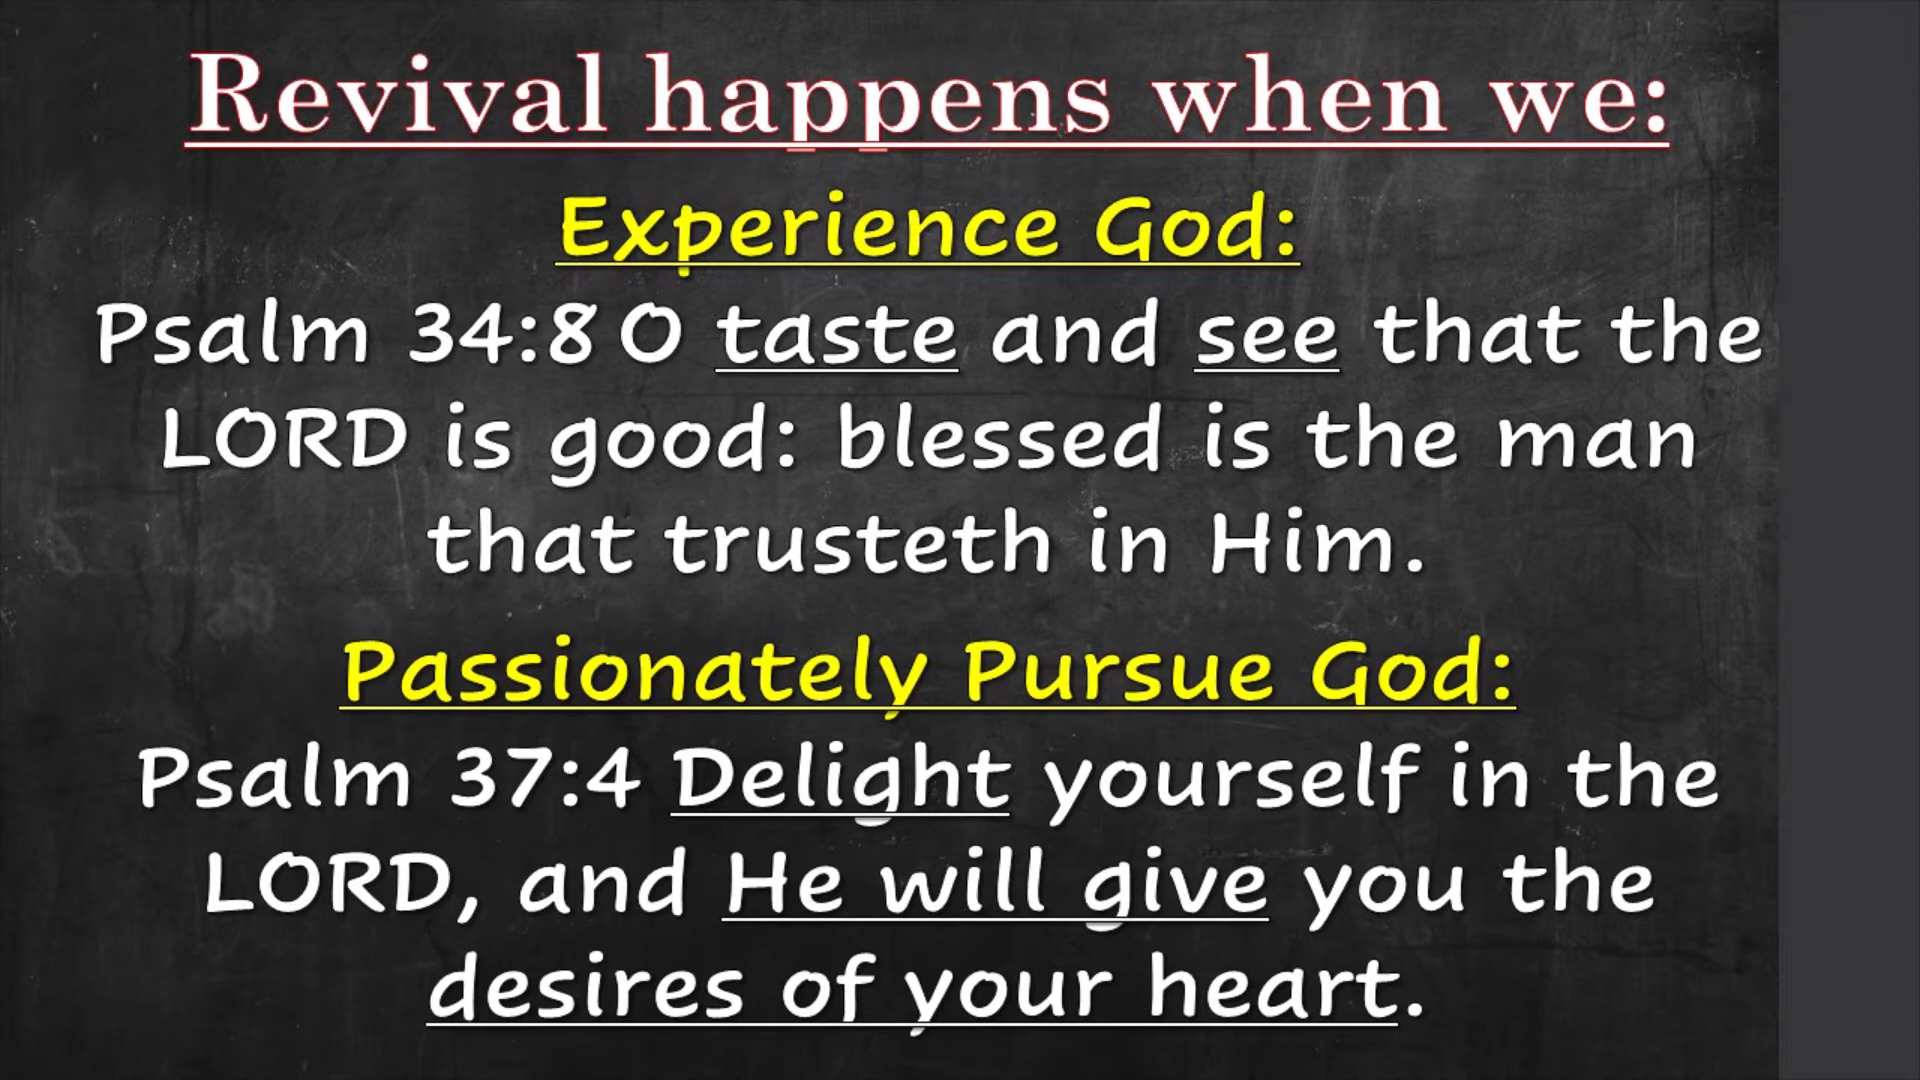 Revival happens when we:
Experience God:
Psalm 34:8 O taste and see that the
LORD is good: blessed is the man
that trusteth in Him.
Passionately Pursue God:
Psalm 37:4 Delight yourself in the
LORD, and He will give you the
desires of your heart.